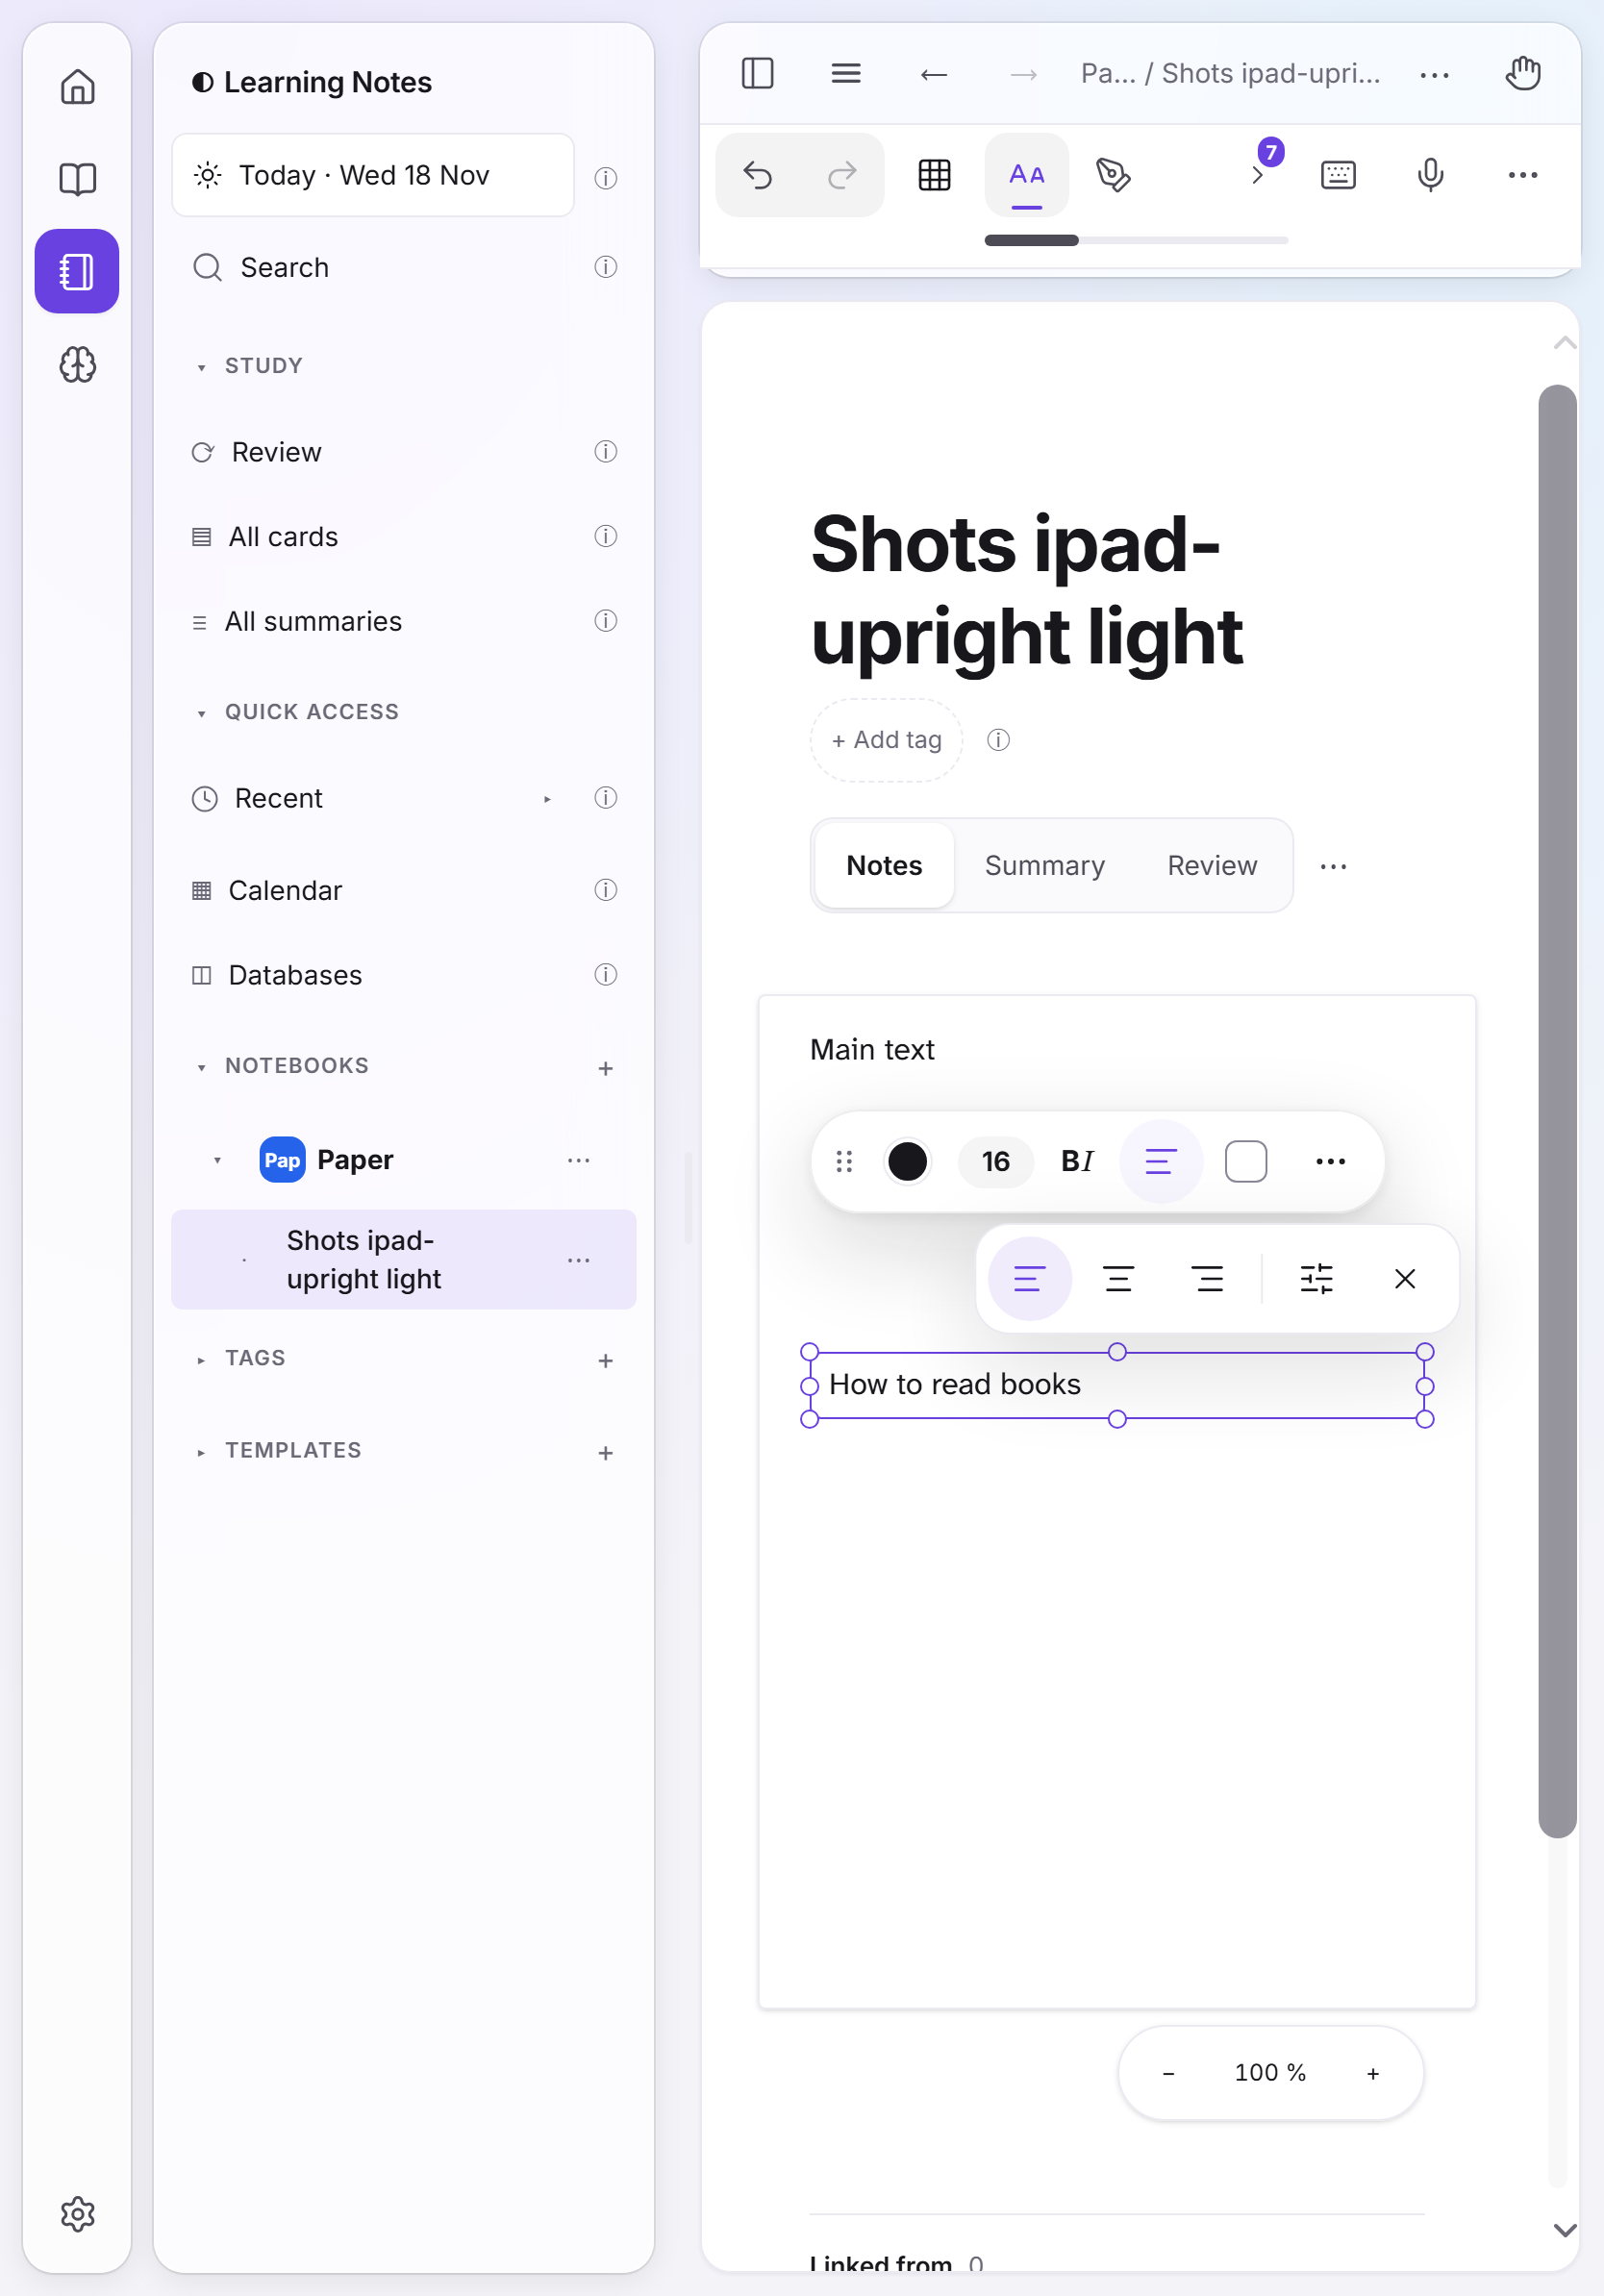 Learning Notes
Today · Wed 18 Nov
Search
STUDY
Review
All cards
All summaries
QUICK ACCESS
Recent
Calendar
Databases
NOTEBOOKS
Pap Paper
Shots ipad-
upright light
TAGS
TEMPLATES
Pa... / Shots ipad-upri...
AA
7
Shots ipad-
upright light
+ Add tag
Notes Summary Review
Main text
16 BI
How to read books
− 100 % +
Linked from 0